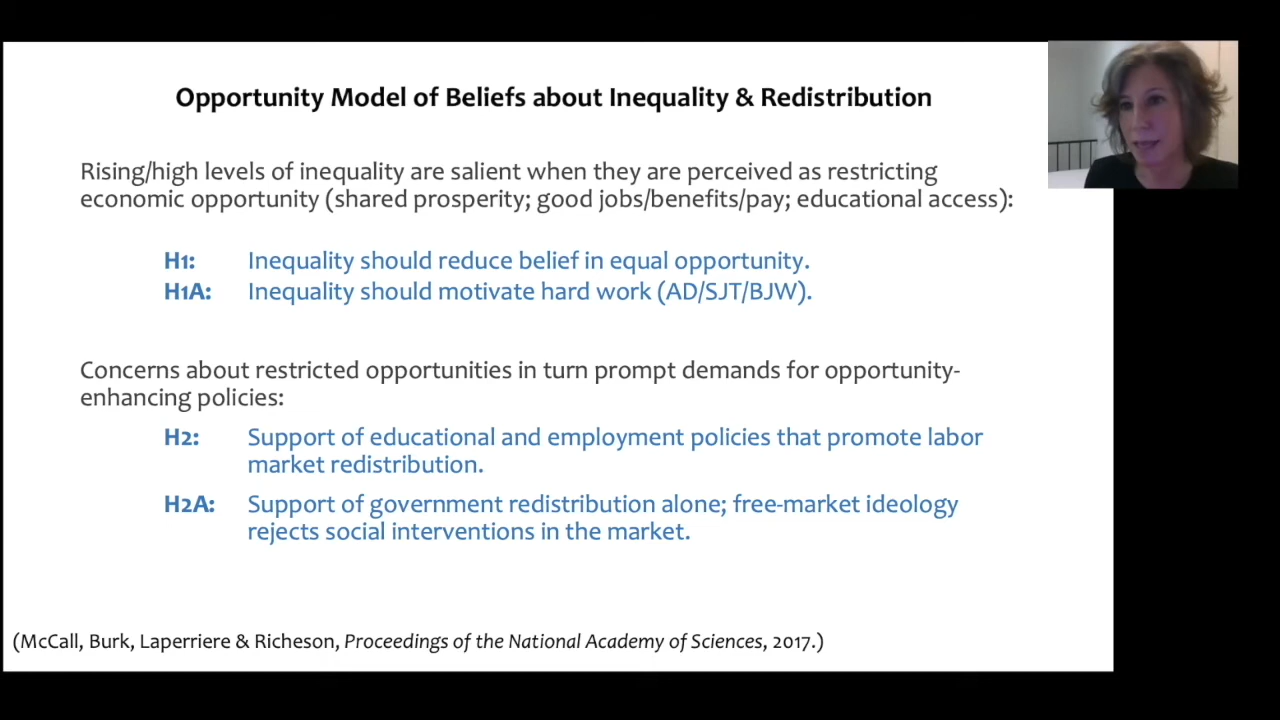 Opportunity Model of Beliefs about Inequality & Redistribution
Rising/high levels of inequality are salient when they are perceived as restricting
economic opportunity (shared prosperity; good jobs/benefits/pay; educational access):
H1: Inequality should reduce belief in equal opportunity.
H1A: Inequality should motivate hard work (AD/SJT/BJW).
Concerns about restricted opportunities in turn prompt demands for opportunity-
enhancing policies:
H2: Support of educational and employment policies that promote labor
market redistribution.
H2A: Support of government redistribution alone; free-market ideology
rejects social interventions in the market.
(McCall, Burk, Laperriere & Richeson, Proceedings of the National Academy of Sciences, 2017.)